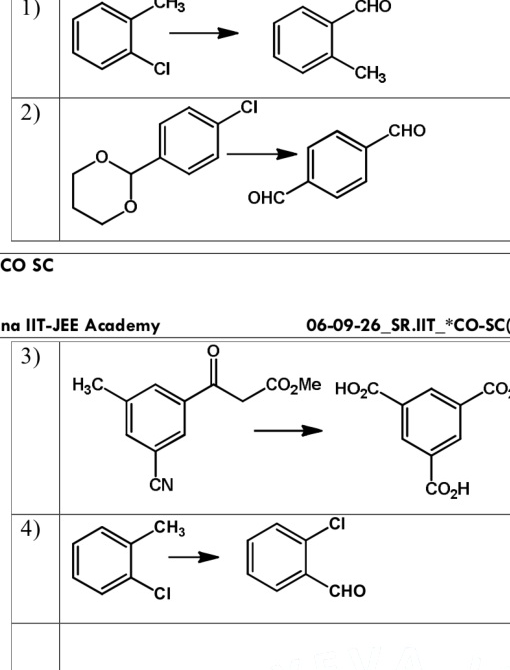 1)
CH₃
Cl
CHO
CH₃
2)
Cl
O
O
CHO
OHC
CO SC
na IIT-JEE Academy 06-09-26_SR.IIT_*CO-SC(
3)
O
H₃C
CO₂Me
CN
HO₂C
CO₂
CO₂H
4)
CH₃
Cl
Cl
CHO